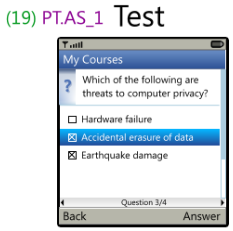 (19) PT.AS_1 Test
My Courses
Which of the following are
threats to computer privacy?
Hardware failure
Accidental erasure of data
Earthquake damage
Question 3/4
Back Answer